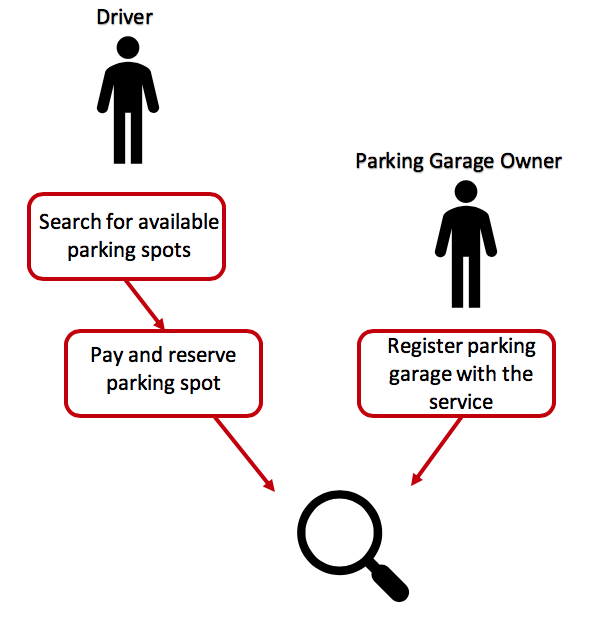 Driver
Parking Garage Owner
Search for available
parking spots
Pay and reserve
parking spot
Register parking
garage with the
service